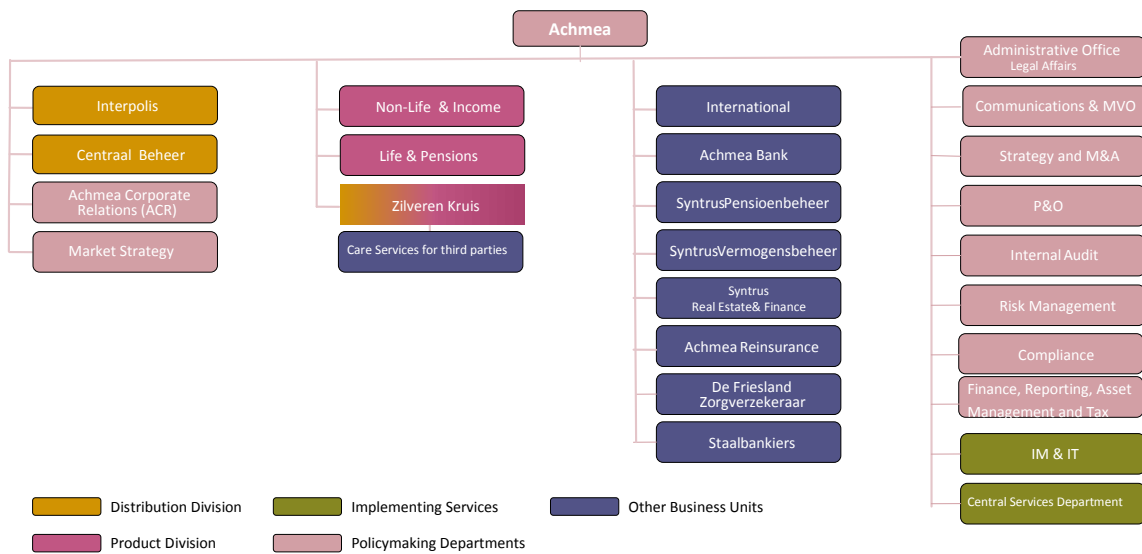 Achmea
Interpolis
Centraal Beheer
Achmea Corporate
Relations (ACR)
Market Strategy
Non-Life & Income
Life & Pensions
Zilveren Kruis
Care Services for third parties
International
Achmea Bank
SyntrusPensioenbeheer
SyntrusVermogensbeheer
Syntrus
Real Estate& Finance
Achmea Reinsurance
De Friesland
Zorgverzekeraar
Staalbankiers
Administrative Office
Legal Affairs
Communications & MVO
Strategy and M&A
P&O
Internal Audit
Risk Management
Compliance
Finance, Reporting, Asset
Management and Tax
IM & IT
Central Services Department
Distribution Division
Implementing Services
Other Business Units
Product Division
Policymaking Departments